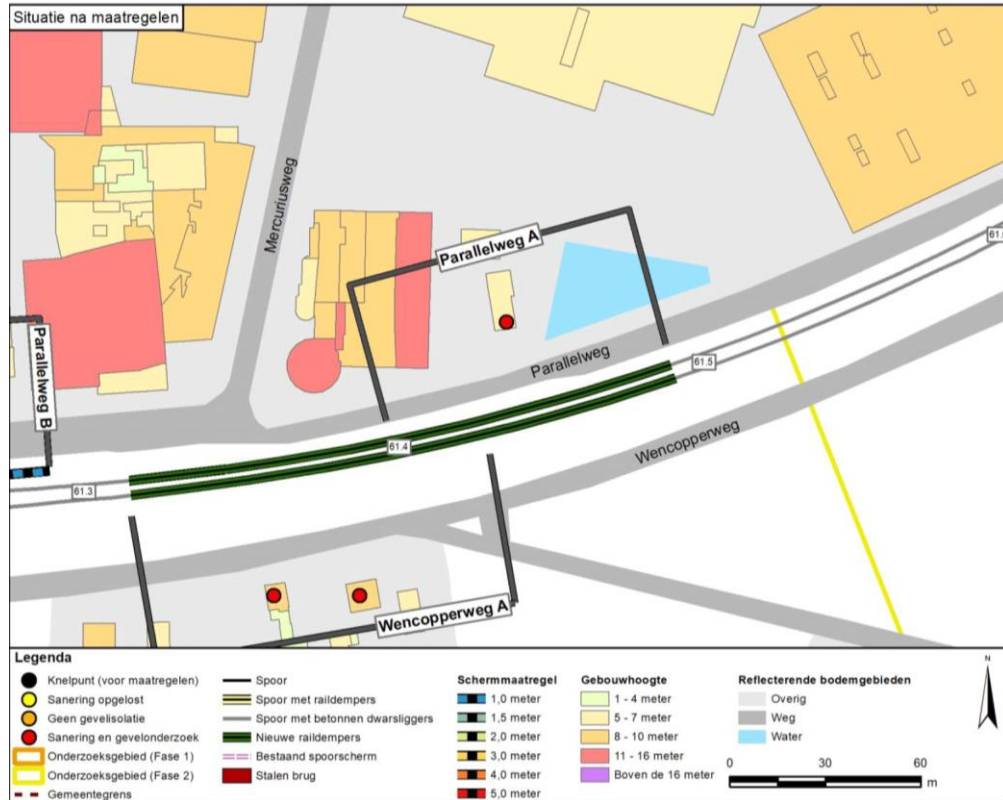 Situatie na maatregelen
Mercuriusweg
Parallelweg A
Parallelweg B
Parallelweg
Wencopperweg
Wencopperweg A
61.3
61.4
61.5
Legenda
Knelpunt (voor maatregelen)
Sanering opgelost
Geen gevelisolatie
Sanering en gevelonderzoek
Onderzoeksgebied (Fase 1)
Onderzoeksgebied (Fase 2)
Gemeentegrens
Spoor
Spoor met raildempers
Spoor met betonnen dwarsliggers
Nieuwe raildempers
Bestaand spoorscherm
Stalen brug
Schermmaatregel
1,0 meter
1,5 meter
2,0 meter
3,0 meter
4,0 meter
5,0 meter
Gebouwhoogte
1 - 4 meter
5 - 7 meter
8 - 10 meter
11 - 16 meter
Boven de 16 meter
Reflecterende bodemgebieden
Overig
Weg
Water
N
0 30 60
m